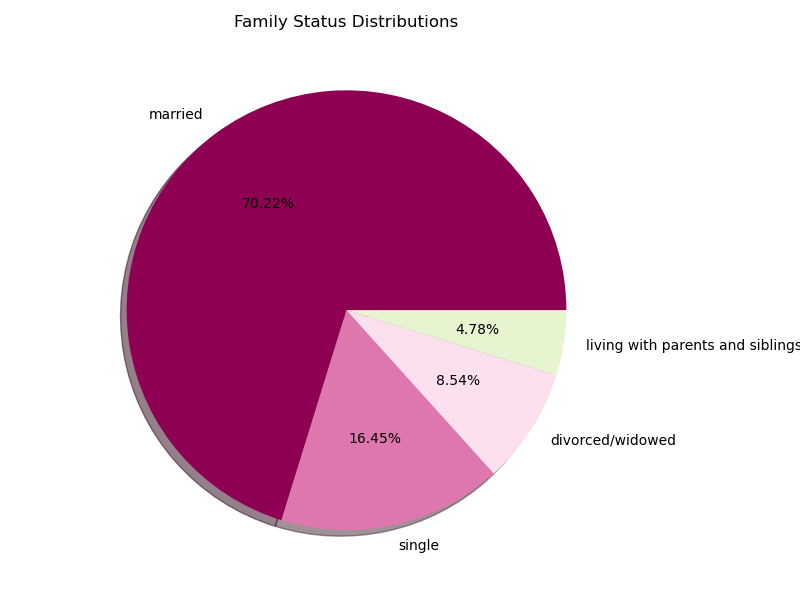 Family Status Distributions
married
70.22%
4.78%
living with parents and siblings
8.54%
divorced/widowed
16.45%
single